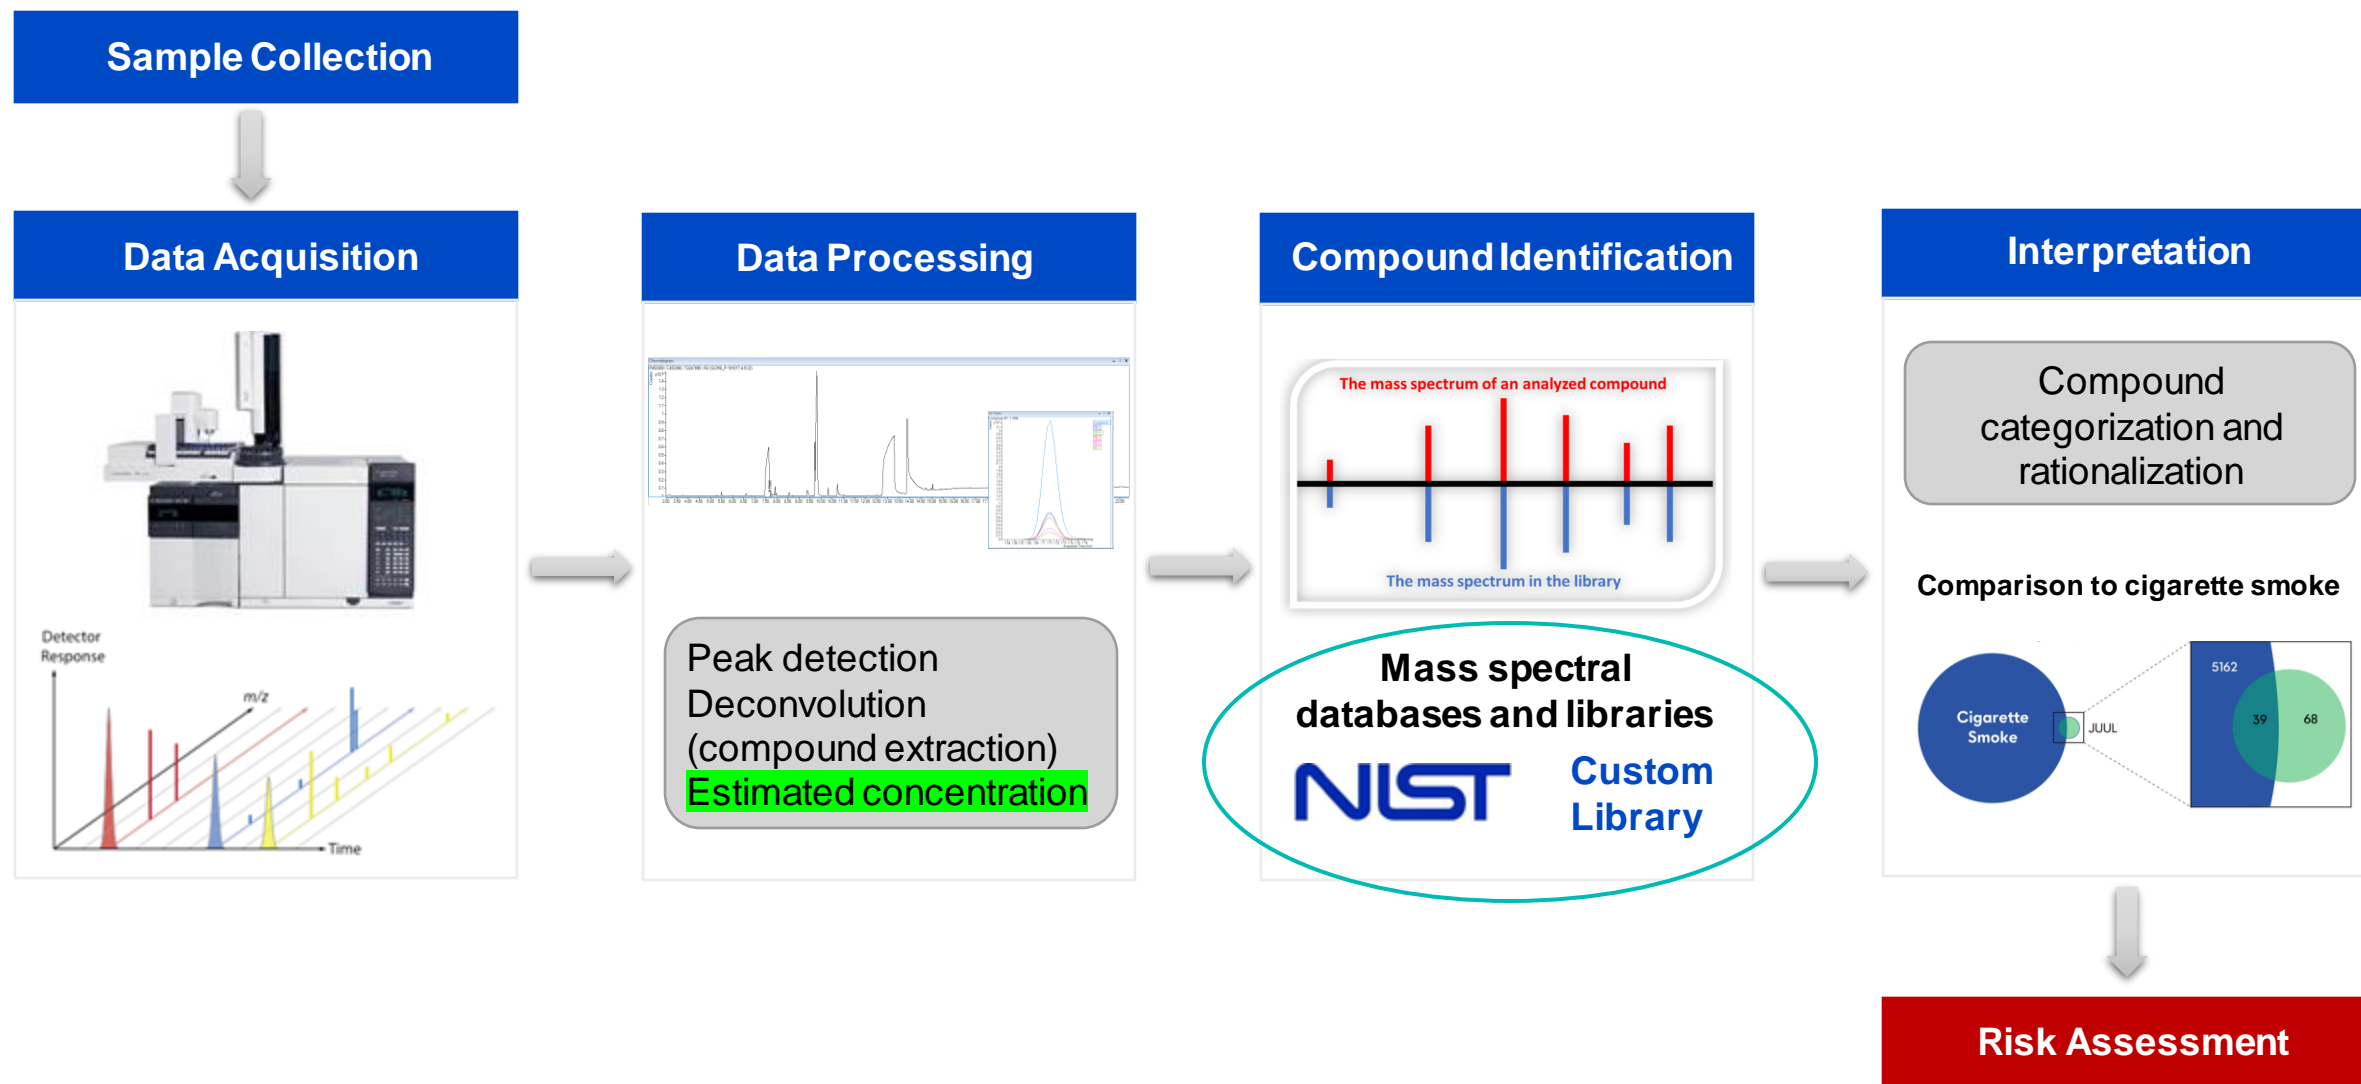 Sample Collection
Data Acquisition
Detector
Response
m/z
Time
Data Processing
Chromatogram
Peak detection
Deconvolution
(compound extraction)
Estimated concentration
Compound Identification
The mass spectrum of an analyzed compound
The mass spectrum in the library
Mass spectral
databases and libraries
NIST
Custom
Library
Interpretation
Compound
categorization and
rationalization
Comparison to cigarette smoke
Cigarette
Smoke
JUUL
5162
39
68
Risk Assessment